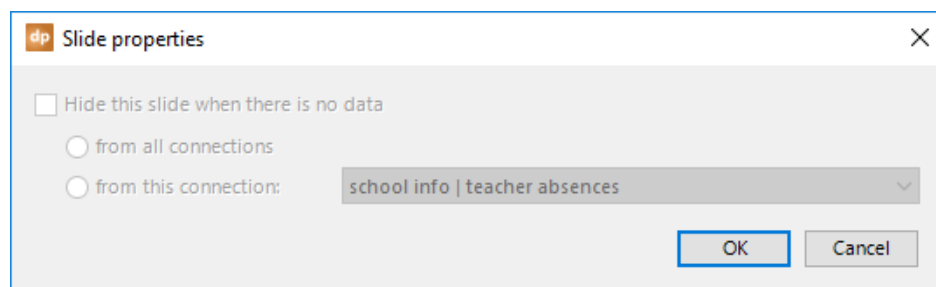 dp Slide properties
Hide this slide when there is no data
from all connections
from this connection: school info | teacher absences
OK Cancel